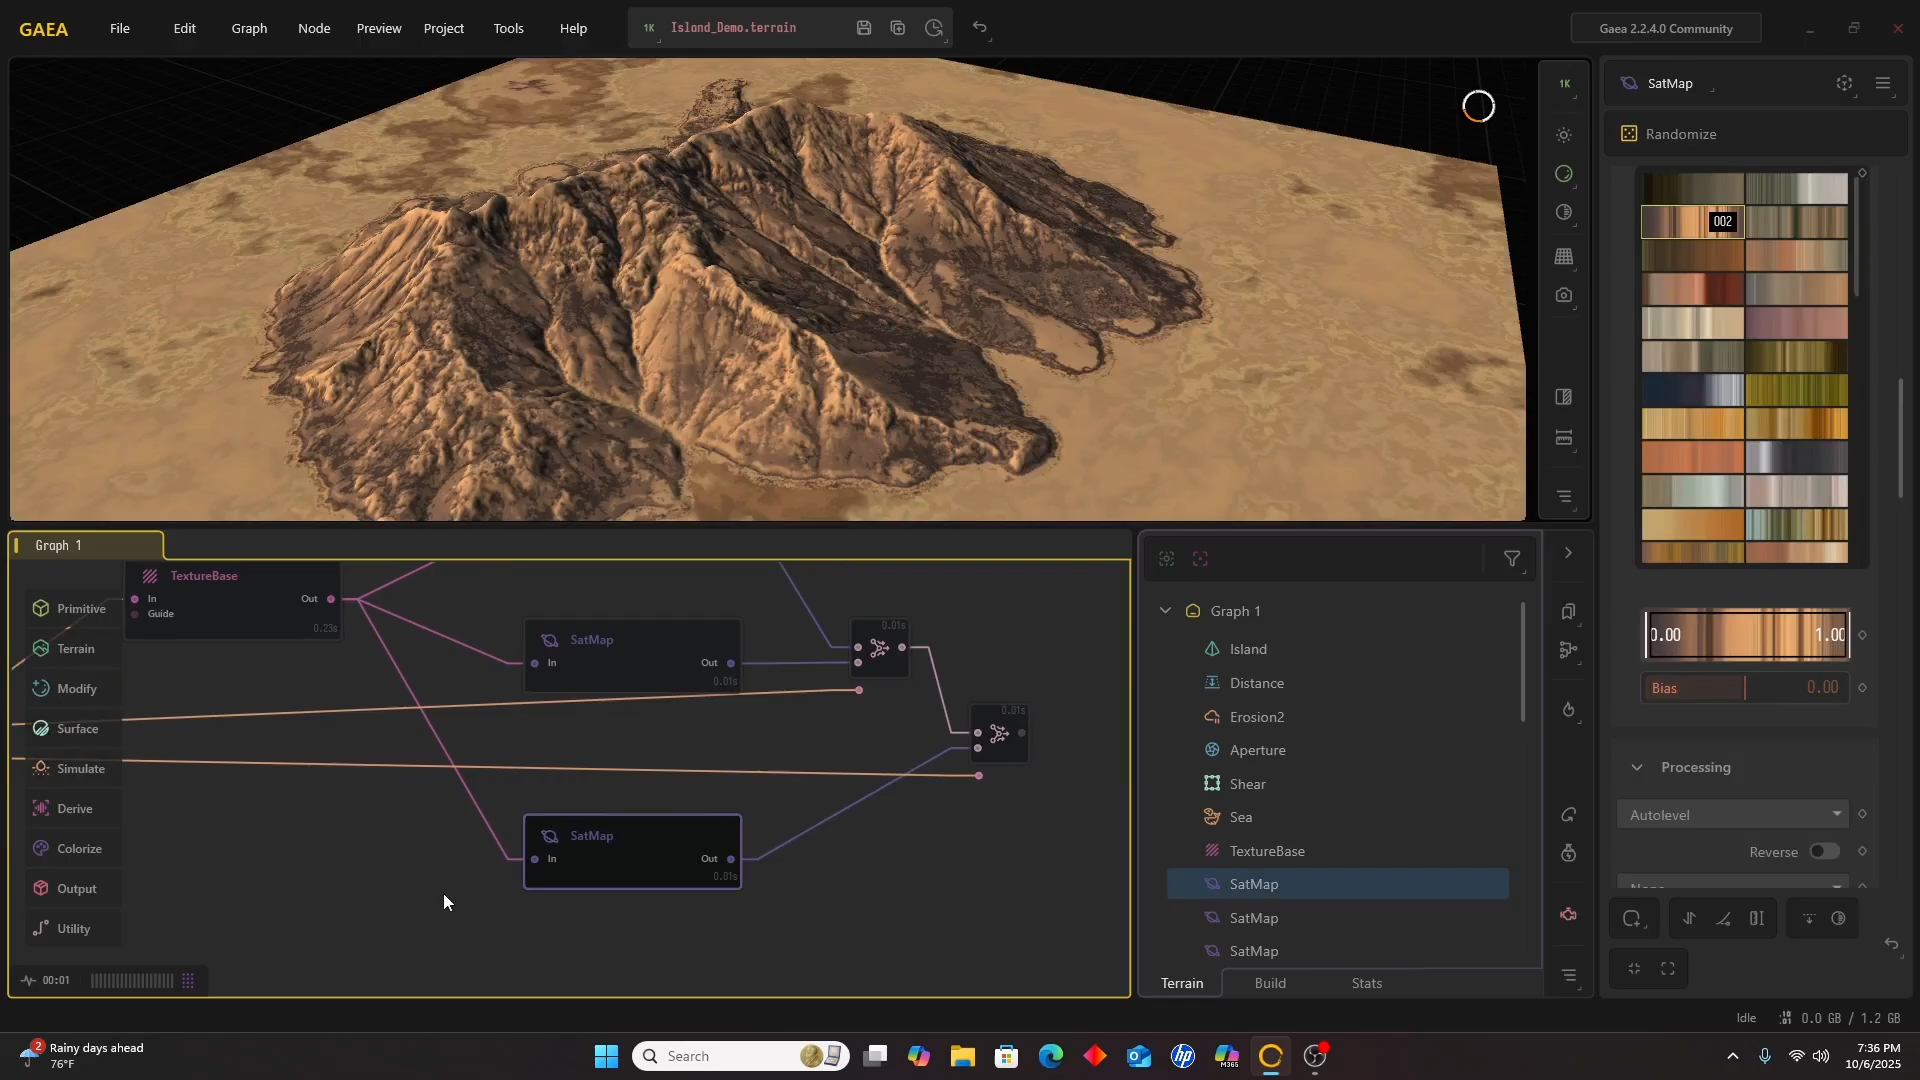 GAEA
File
Edit
Graph
Node
Preview
Project
Tools
Help
1K
Island_Demo.terrain
Gaea 2.2.4.0 Community
1K
SatMap
Randomize
002
0.00
1.00
Bias
0.00
Processing
Autolevel
Reverse
Graph 1
Primitive
Terrain
Modify
Surface
Simulate
Derive
Colorize
Output
Utility
00:01
TextureBase
In
Out
Guide
0.23s
SatMap
In
Out
0.01s
SatMap
In
Out
0.01s
0.01s
0.01s
Graph 1
Island
Distance
Erosion2
Aperture
Shear
Sea
TextureBase
SatMap
SatMap
SatMap
Terrain
Build
Stats
Idle
0.0 GB / 1.2 GB
2
Rainy days ahead
76°F
Search
hp
M365
7:36 PM
10/6/2025